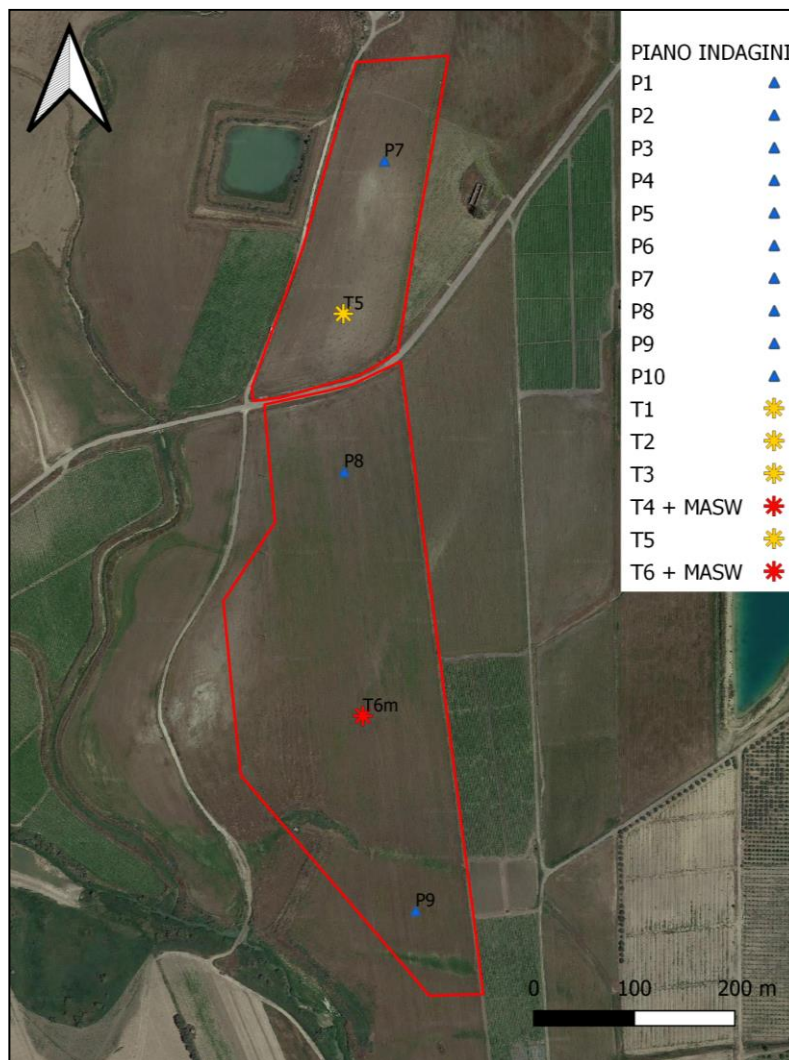 PIANO INDAGINI
P1
P2
P3
P4
P5
P6
P7
P8
P9
P10
T1
T2
T3
T4 + MASW
T5
T6 + MASW
P7
T5
P8
T6m
P9
0 100 200 m